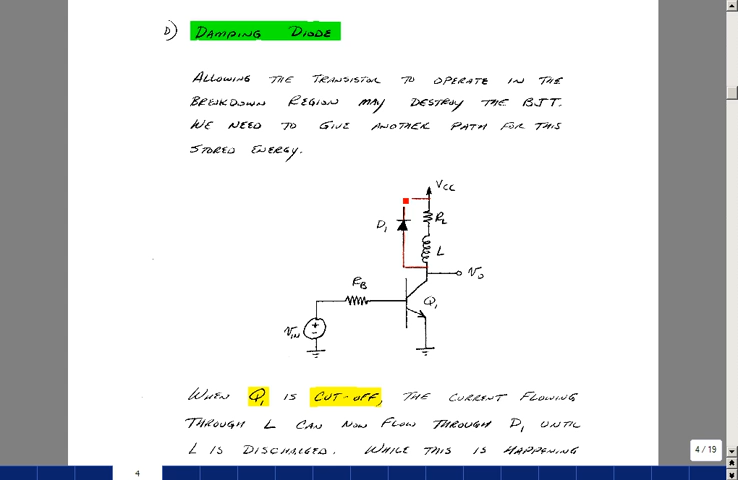 D) DAMPING DIODE
ALLOWING THE TRANSISTOR TO OPERATE IN THE
BREAKDOWN REGION MAY DESTROY THE BJT.
WE NEED TO GIVE ANOTHER PATH FOR THIS
STORED ENERGY.
VCC
D1
RL
L
RB
VO
Q1
VIN
WHEN Q1 IS CUT-OFF, THE CURRENT FLOWING
THROUGH L CAN NOW FLOW THROUGH D1 UNTIL
L IS DISCHARGED. WHILE THIS IS HAPPENING
4 / 19
4